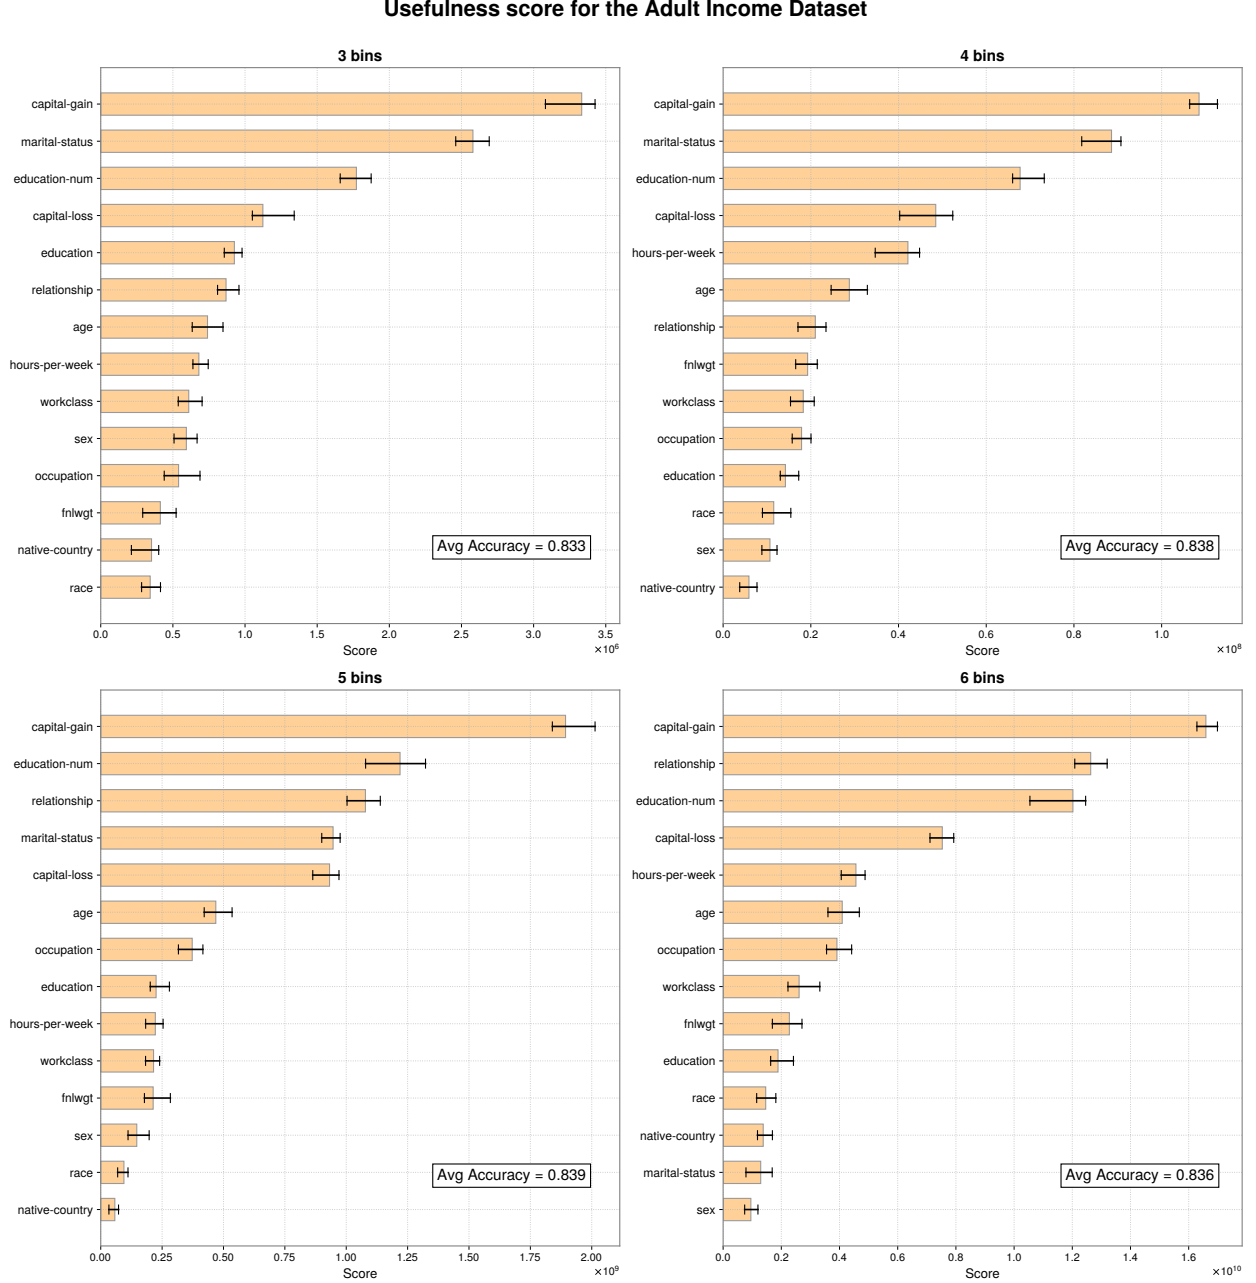 Usefulness score for the Adult Income Dataset
3 bins
capital-gain
marital-status
education-num
capital-loss
education
relationship
age
hours-per-week
workclass
sex
occupation
fnlwgt
native-country
race
Avg Accuracy = 0.833
0.0 0.5 1.0 1.5 2.0 2.5 3.0 3.5
Score
×10⁶
4 bins
capital-gain
marital-status
education-num
capital-loss
hours-per-week
age
relationship
fnlwgt
workclass
occupation
education
race
sex
native-country
Avg Accuracy = 0.838
0.0 0.2 0.4 0.6 0.8 1.0
Score
×10⁸
5 bins
capital-gain
education-num
relationship
marital-status
capital-loss
age
occupation
education
hours-per-week
workclass
fnlwgt
sex
race
native-country
Avg Accuracy = 0.839
0.00 0.25 0.50 0.75 1.00 1.25 1.50 1.75 2.00
Score
×10⁹
6 bins
capital-gain
relationship
education-num
capital-loss
hours-per-week
age
occupation
workclass
fnlwgt
education
race
native-country
marital-status
sex
Avg Accuracy = 0.836
0.0 0.2 0.4 0.6 0.8 1.0 1.2 1.4 1.6
Score
×10¹⁰